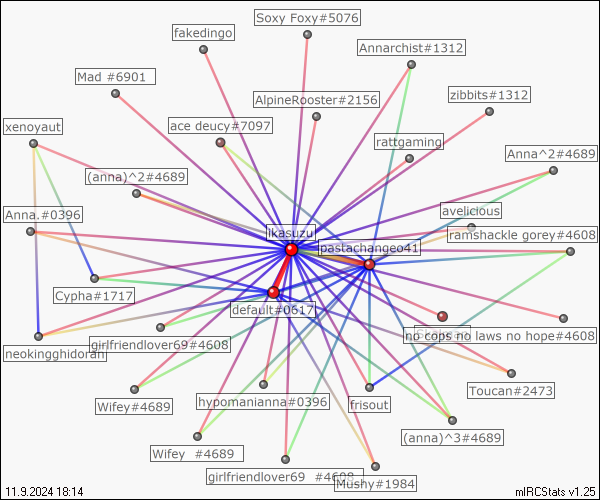 Soxy Foxy#5076
fakedingo
Annarchist#1312
Mad #6901
AlpineRooster#2156
zibbits#1312
xenoyaut
ace deucy#7097
rattgaming
Anna^2#4689
(anna)^2#4689
Anna.#0396
avelicious
ikasuzu
ramshackle gorey#4608
pastachangeo41
Cypha#1717
default#0617
no cops no laws no hope#4608
neokingghidorah
girlfriendlover69#4608
Toucan#2473
Wifey#4689
hypomanianna#0396
frisout
(anna)^3#4689
Wifey #4689
girlfriendlover69 #4608
Mushy#1984
11.9.2024 18:14
mIRCStats v1.25